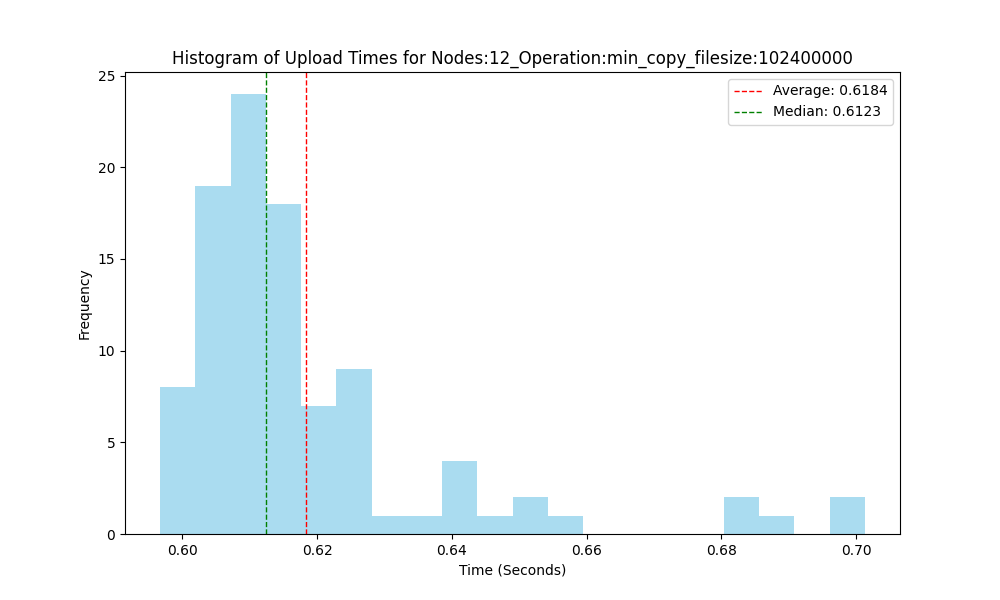 Histogram of Upload Times for Nodes:12_Operation:min_copy_filesize:102400000
Average: 0.6184
Median: 0.6123
25
20
15
10
5
0
Frequency
0.60
0.62
0.64
0.66
0.68
0.70
Time (Seconds)